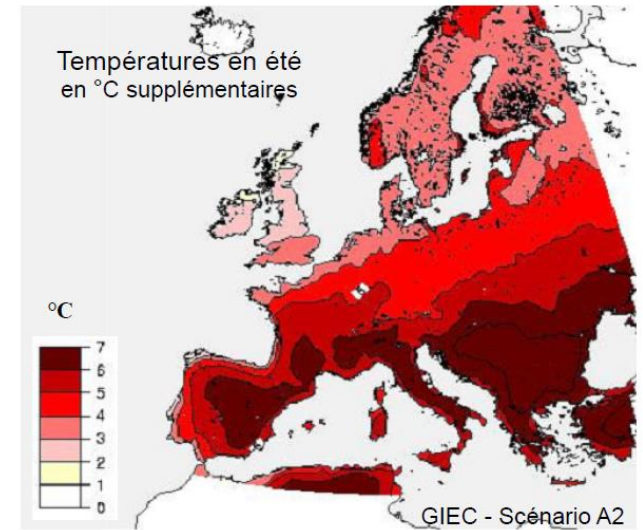 Températures en été
en °C supplémentaires
°C
7
6
5
4
3
2
1
0
GIEC - Scénario A2